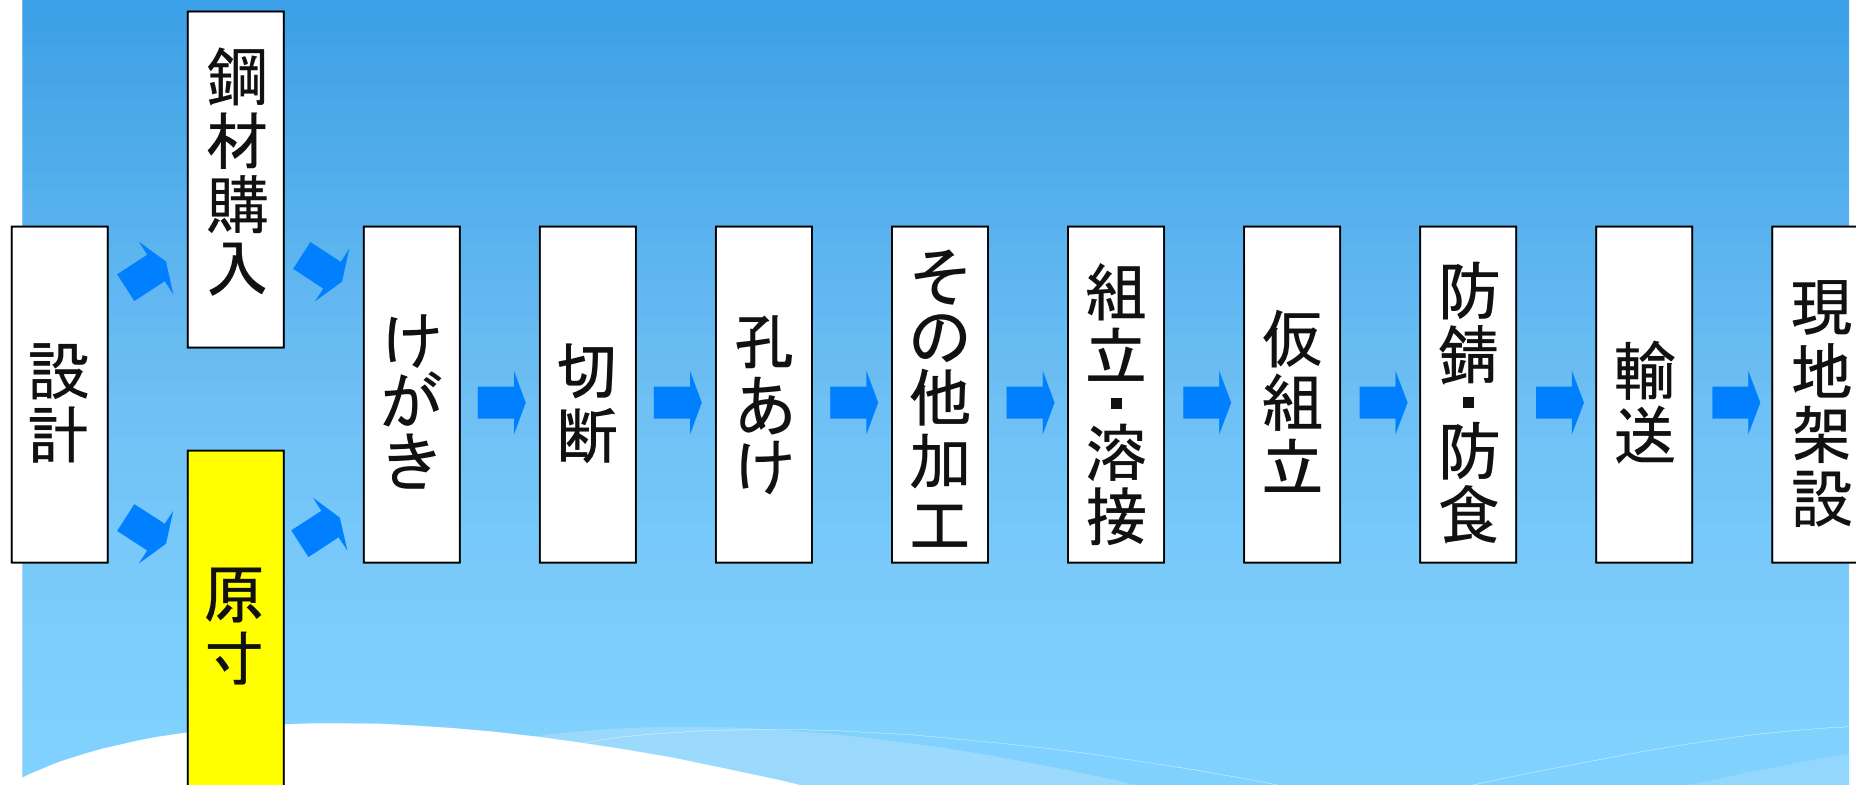 設計
鋼材購入
原寸
けがき
切断
孔あけ
その他加工
組立・溶接
仮組立
防錆・防食
輸送
現地架設